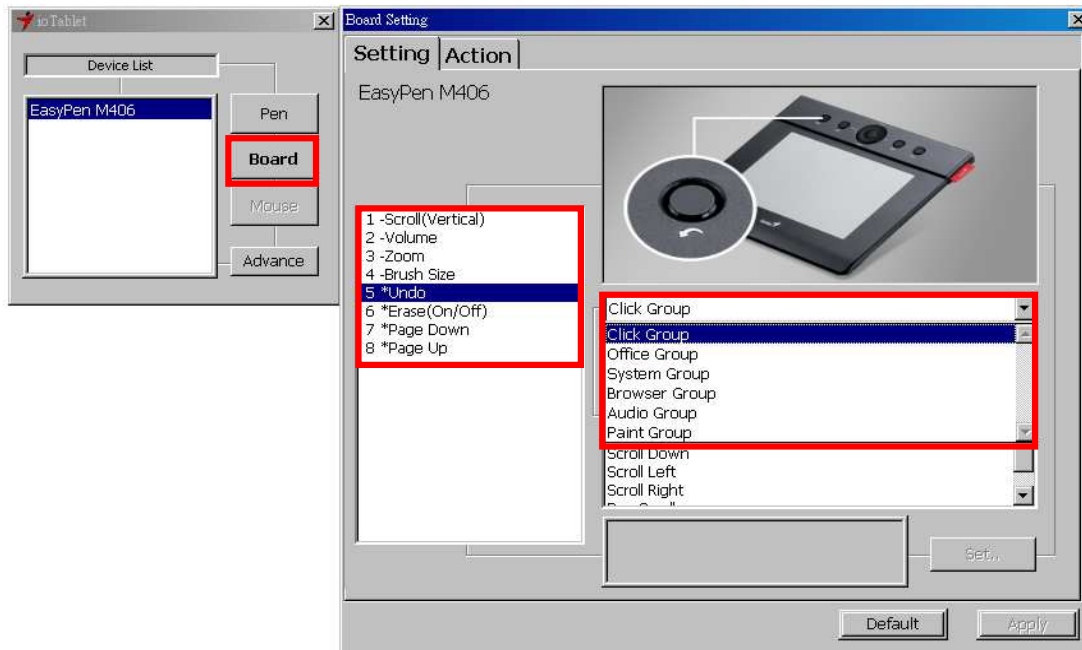 ioTablet
Device List
EasyPen M406
Pen
Board
Mouse
Advance
Board Setting
Setting
Action
EasyPen M406
1 -Scroll(Vertical)
2 -Volume
3 -Zoom
4 -Brush Size
5 *Undo
6 *Erase(On/Off)
7 *Page Down
8 *Page Up
Click Group
Click Group
Office Group
System Group
Browser Group
Audio Group
Paint Group
Scroll Down
Scroll Left
Scroll Right
Set..
Default
Apply